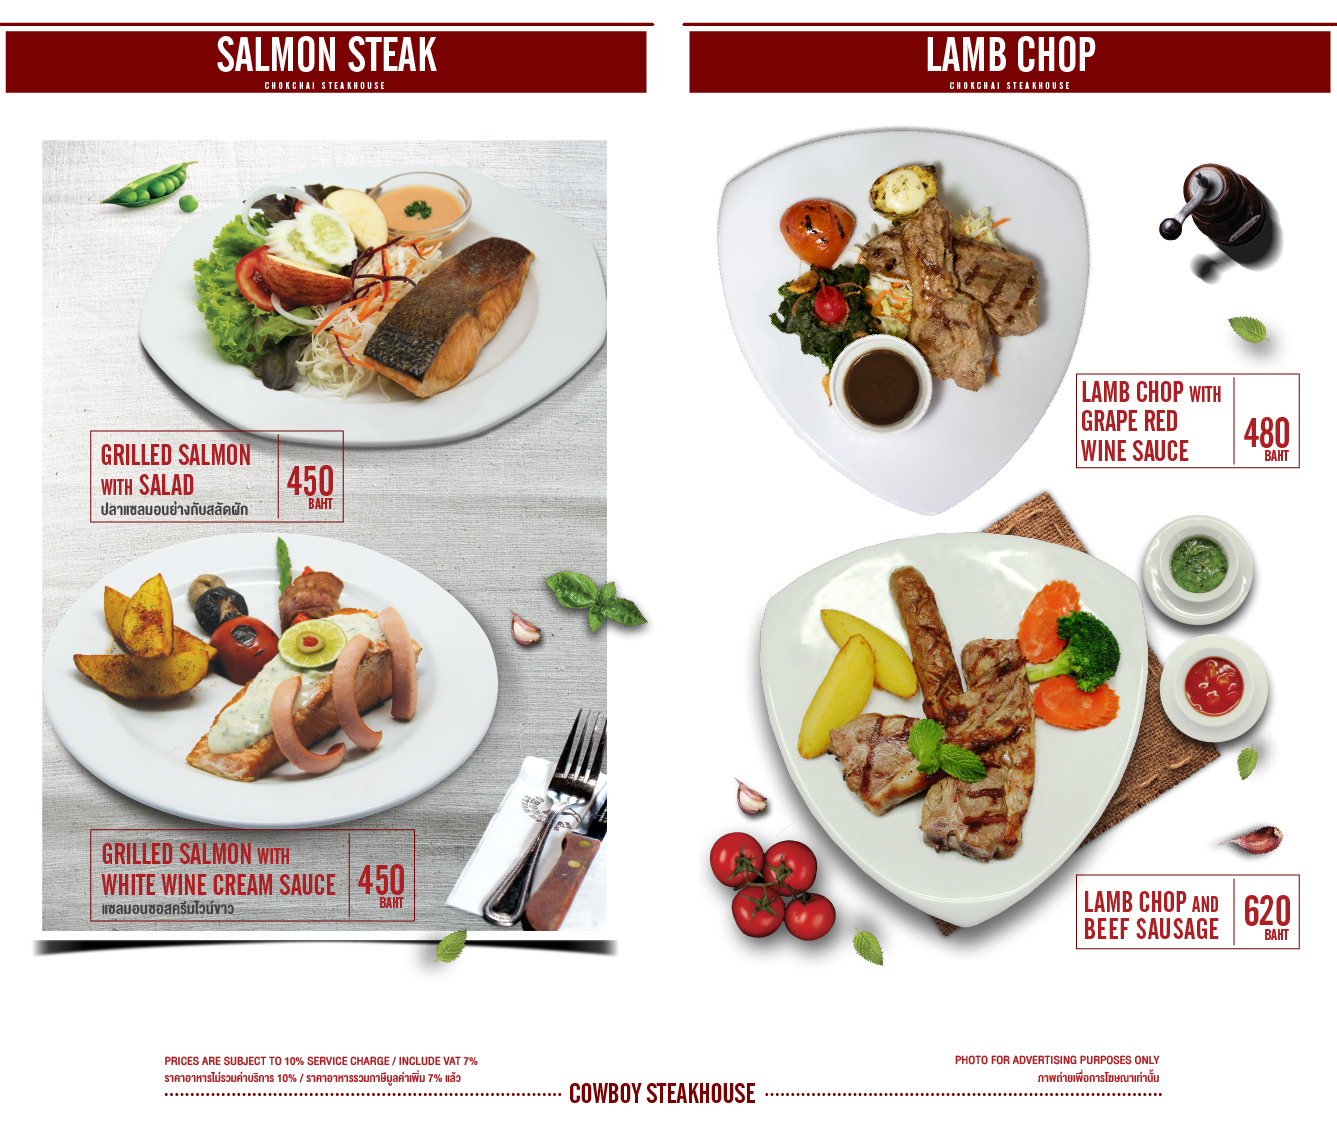 SALMON STEAK
CHOKCHAI STEAKHOUSE
GRILLED SALMON
WITH SALAD
ปลาแซลมอนย่างกับสลัดผัก
450
BAHT
GRILLED SALMON WITH
WHITE WINE CREAM SAUCE
แซลมอนซอสครีมไวน์ขาว
450
BAHT
LAMB CHOP
CHOKCHAI STEAKHOUSE
LAMB CHOP WITH
GRAPE RED
WINE SAUCE
480
BAHT
LAMB CHOP AND
BEEF SAUSAGE
620
BAHT
PRICES ARE SUBJECT TO 10% SERVICE CHARGE / INCLUDE VAT 7%
ราคาอาหารไม่รวมค่าบริการ 10% / ราคาอาหารรวมภาษีมูลค่าเพิ่ม 7% แล้ว
COWBOY STEAKHOUSE
PHOTO FOR ADVERTISING PURPOSES ONLY
ภาพถ่ายเพื่อการโฆษณาเท่านั้น